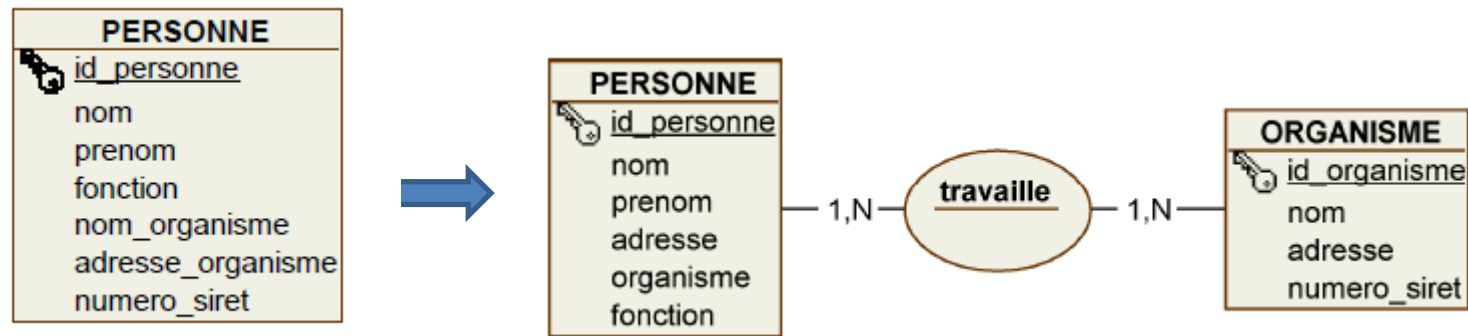 PERSONNE
id_personne
nom
prenom
fonction
nom_organisme
adresse_organisme
numero_siret
PERSONNE
id_personne
nom
prenom
adresse
organisme
fonction
1,N
travaille
1,N
ORGANISME
id_organisme
nom
adresse
numero_siret